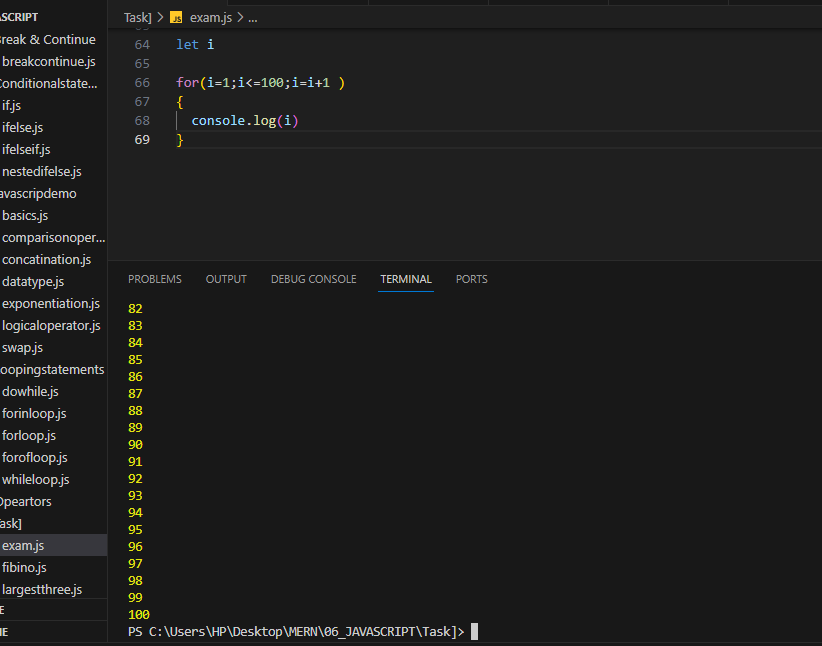 ASCRIPT
reak & Continue
breakcontinue.js
onditionalstate...
if.js
ifelse.js
ifelseif.js
nestedifelse.js
avascripdemo
basics.js
comparisonoper...
concatination.js
datatype.js
exponentiation.js
logicaloperator.js
swap.js
oopingstatements
dowhile.js
forinloop.js
forloop.js
forofloop.js
whileloop.js
Opeartors
ask]
exam.js
fibino.js
largestthree.js
E
NE
Task] > JS exam.js > ...
64 let i
65
66 for(i=1;i<=100;i=i+1 )
67 {
68 console.log(i)
69 }
PROBLEMS OUTPUT DEBUG CONSOLE TERMINAL PORTS
82
83
84
85
86
87
88
89
90
91
92
93
94
95
96
97
98
99
100
PS C:\Users\HP\Desktop\MERN\06_JAVASCRIPT\Task]>